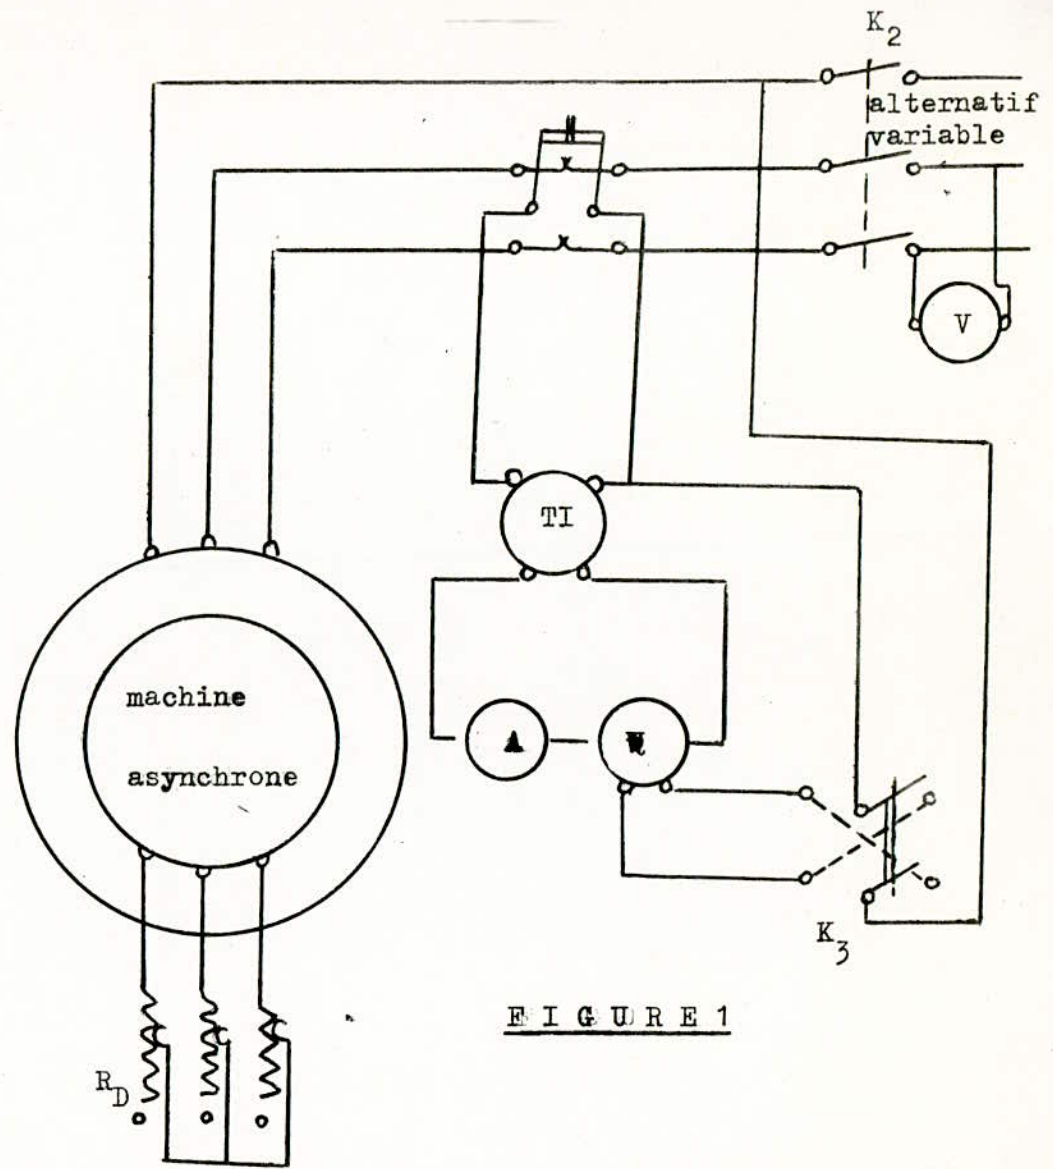 K2
alternatif
variable
V
TI
machine
asynchrone
A
W
K3
RD
FIGURE 1